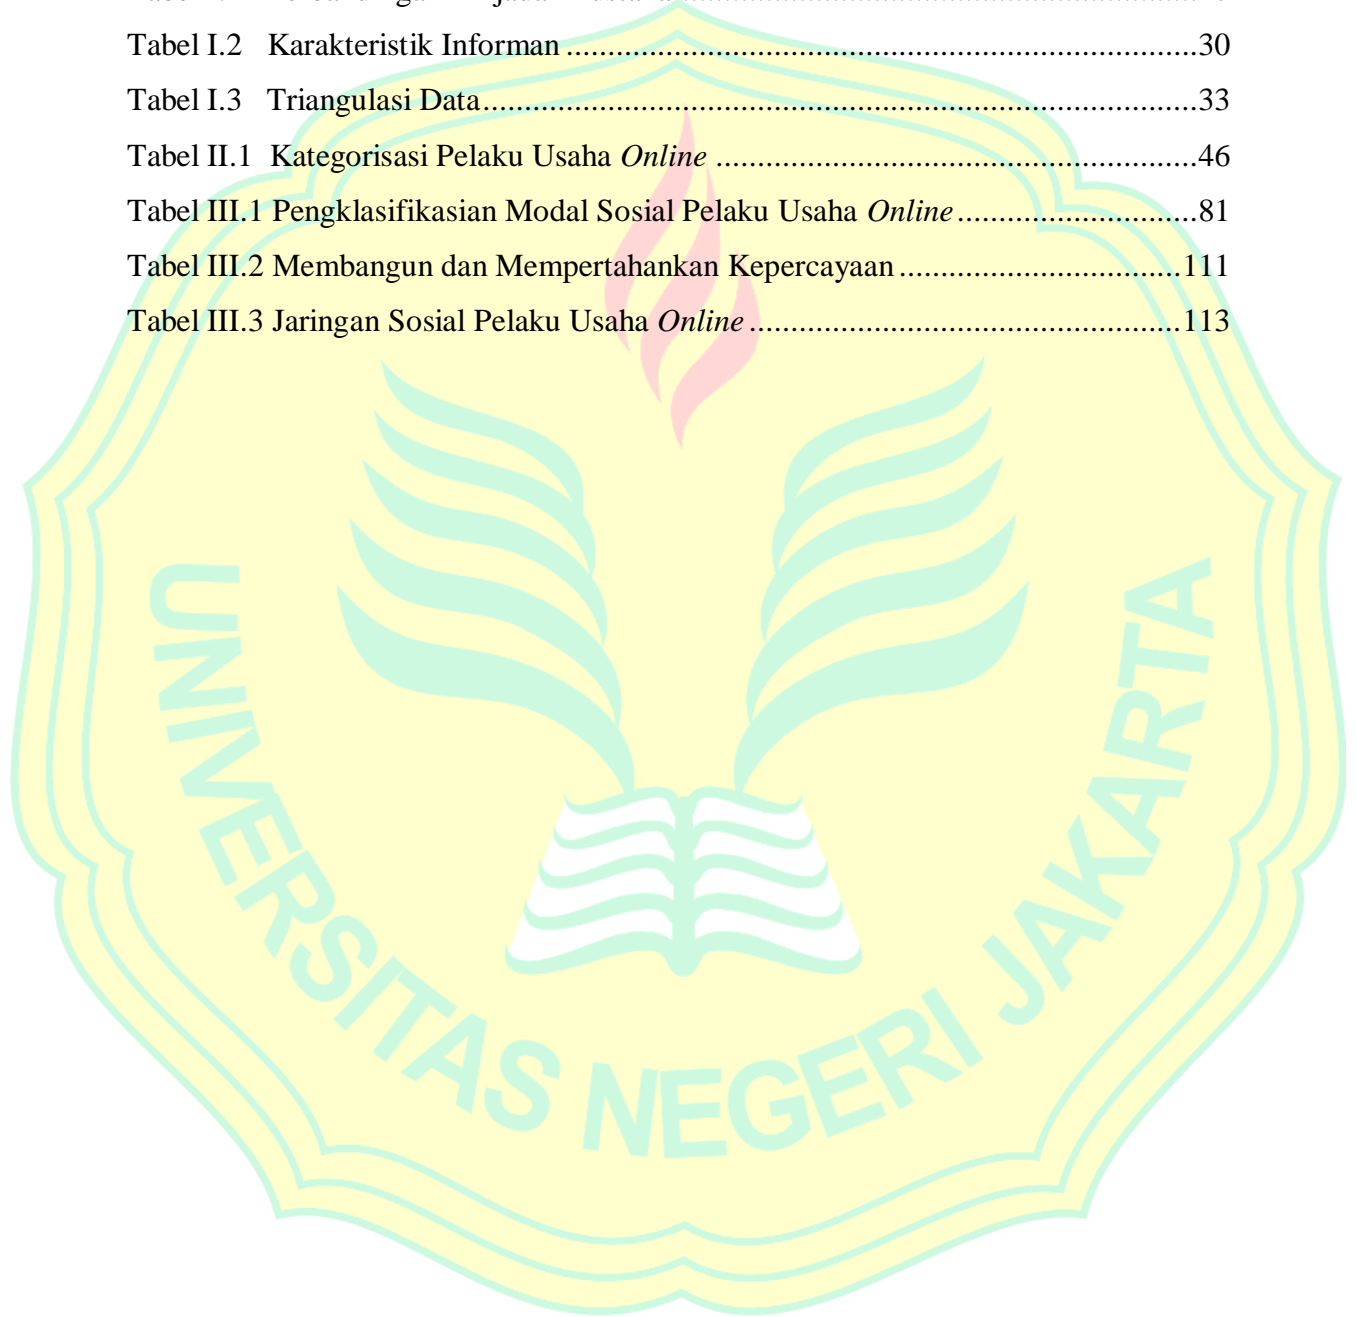 Tabel I.2 Karakteristik Informan ...............................................................................30
Tabel I.3 Triangulasi Data..........................................................................................33
Tabel II.1 Kategorisasi Pelaku Usaha Online ............................................................46
Tabel III.1 Pengklasifikasian Modal Sosial Pelaku Usaha Online..............................81
Tabel III.2 Membangun dan Mempertahankan Kepercayaan ...................................111
Tabel III.3 Jaringan Sosial Pelaku Usaha Online .....................................................113
UNIVERSITAS NEGERI JAKARTA